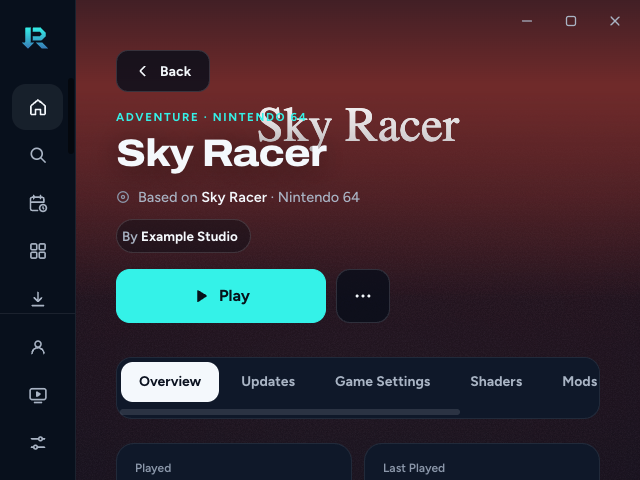 Back
ADVENTURE · NINTENDO 64
Sky Racer
Sky Racer
Based on Sky Racer · Nintendo 64
By Example Studio
Play
Overview
Updates
Game Settings
Shaders
Mods
Played
Last Played